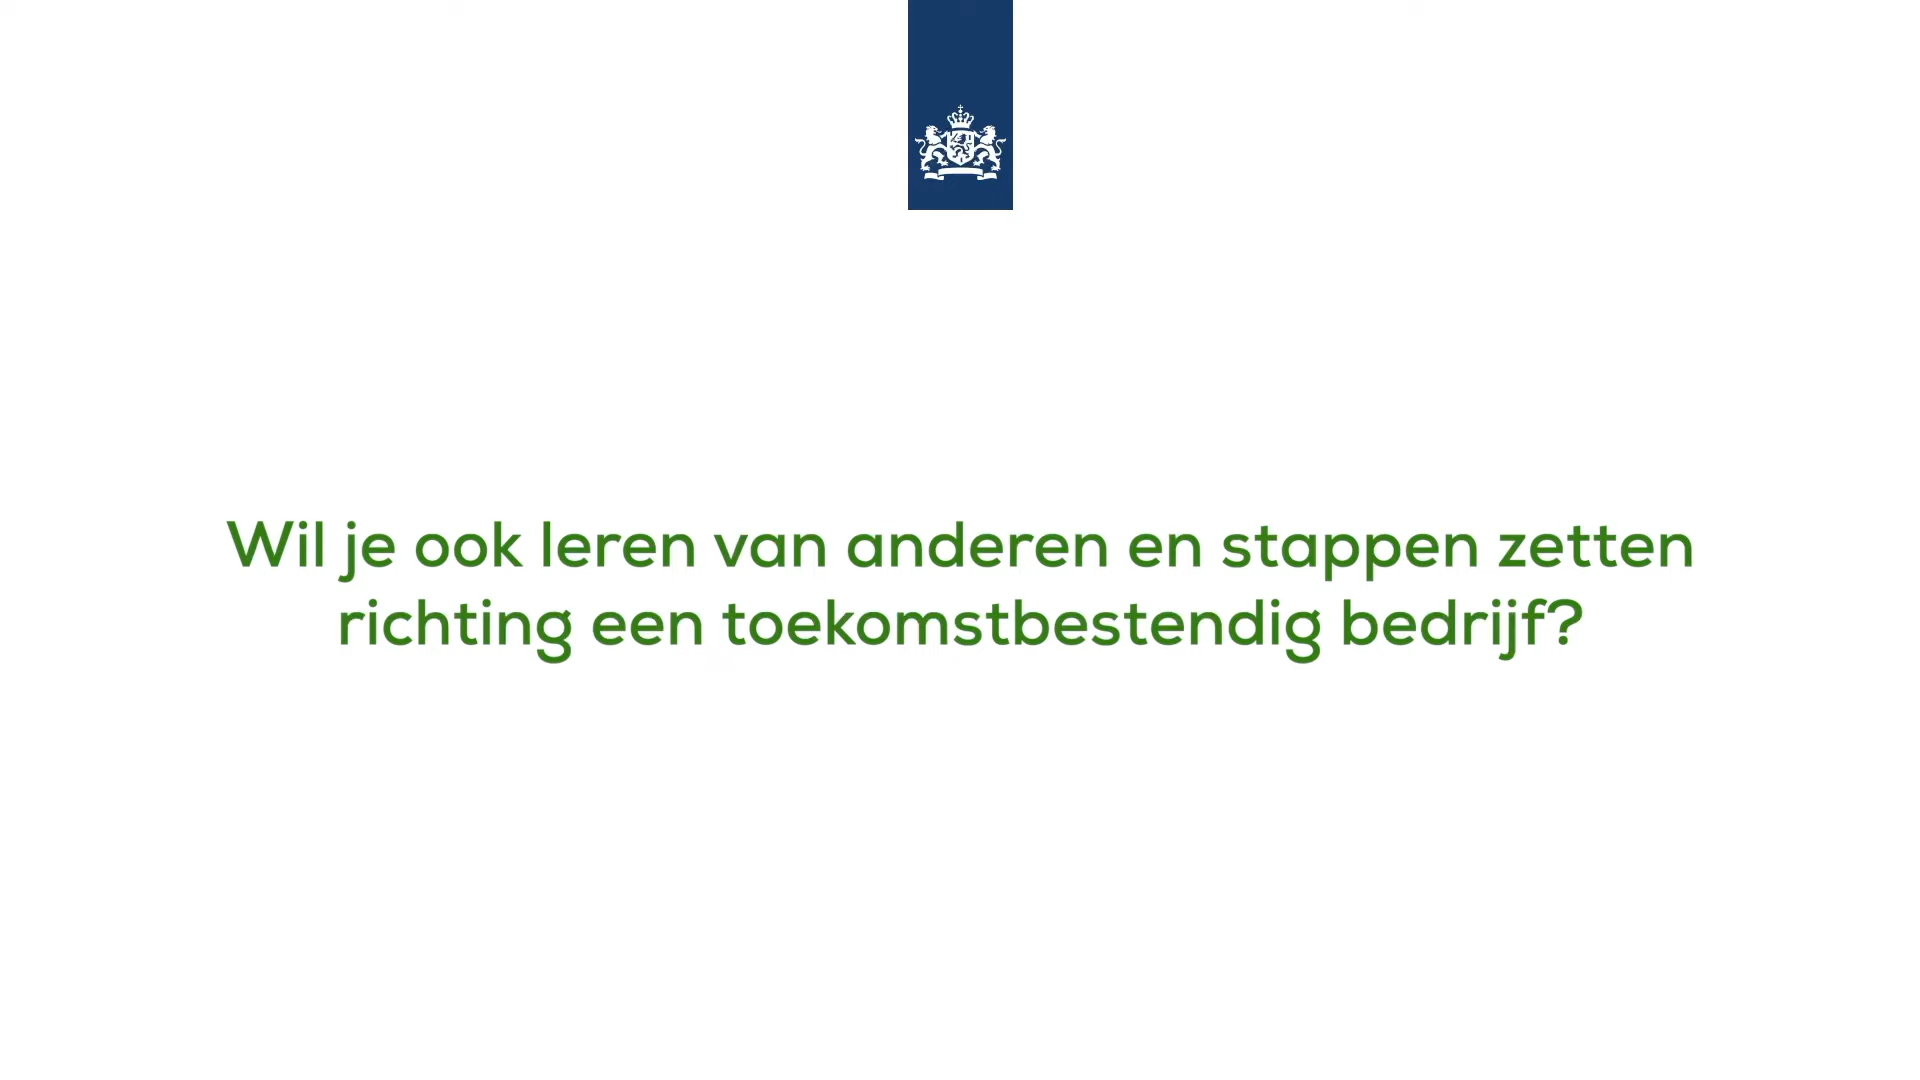 Wil je ook leren van anderen en stappen zetten
richting een toekomstbestendig bedrijf?